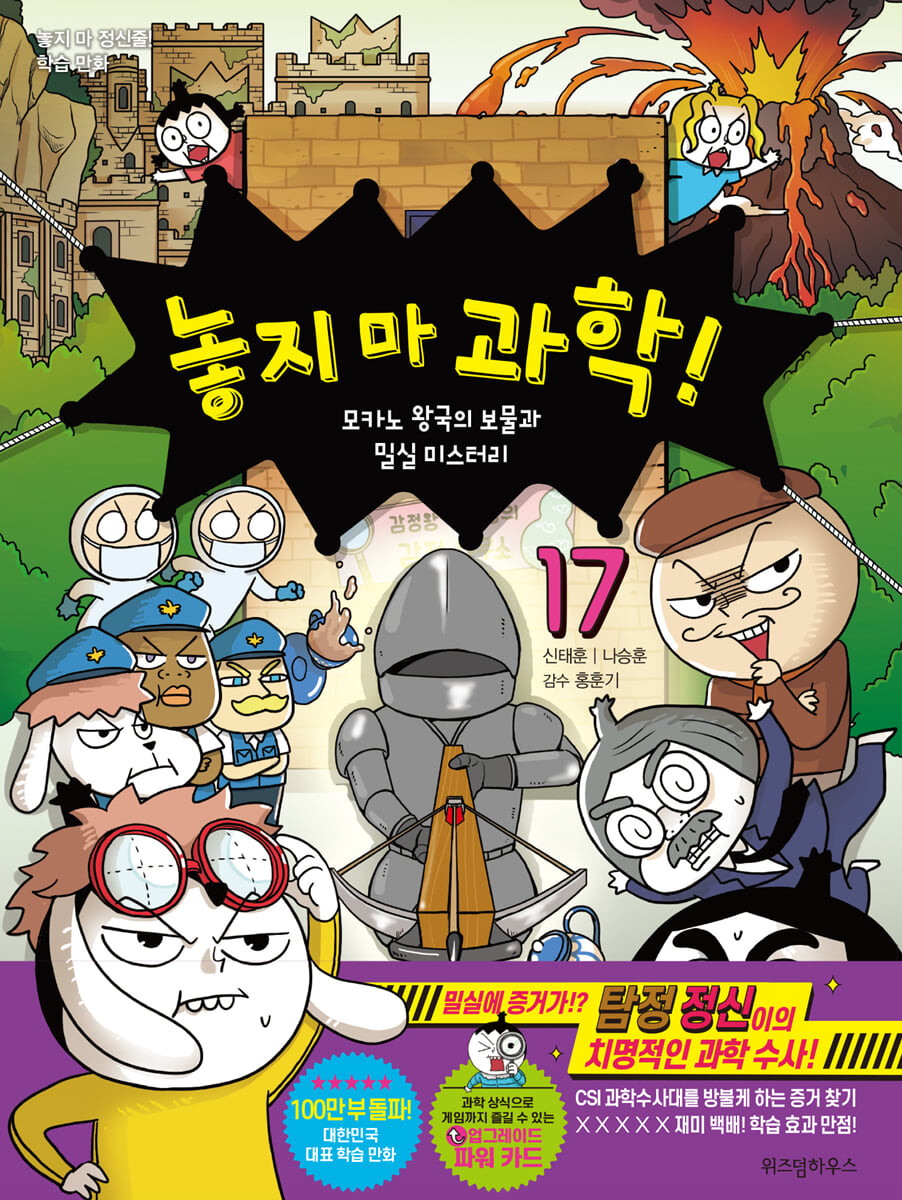 놓지 마 정신줄!
학습 만화
놓지 마 과학!
모카노 왕국의 보물과
밀실 미스터리
감정왕
17
신태훈 | 나승훈
감수 홍훈기
밀실에 증거가!?
탐정 정신이의
치명적인 과학 수사!
★★★★★
100만 부 돌파!
대한민국
대표 학습 만화
과학 상식으로
게임까지 즐길 수 있는
업그레이드
파워 카드
CSI 과학수사대를 방불케 하는 증거 찾기
XXXXX 재미 백배! 학습 효과 만점!
위즈덤하우스